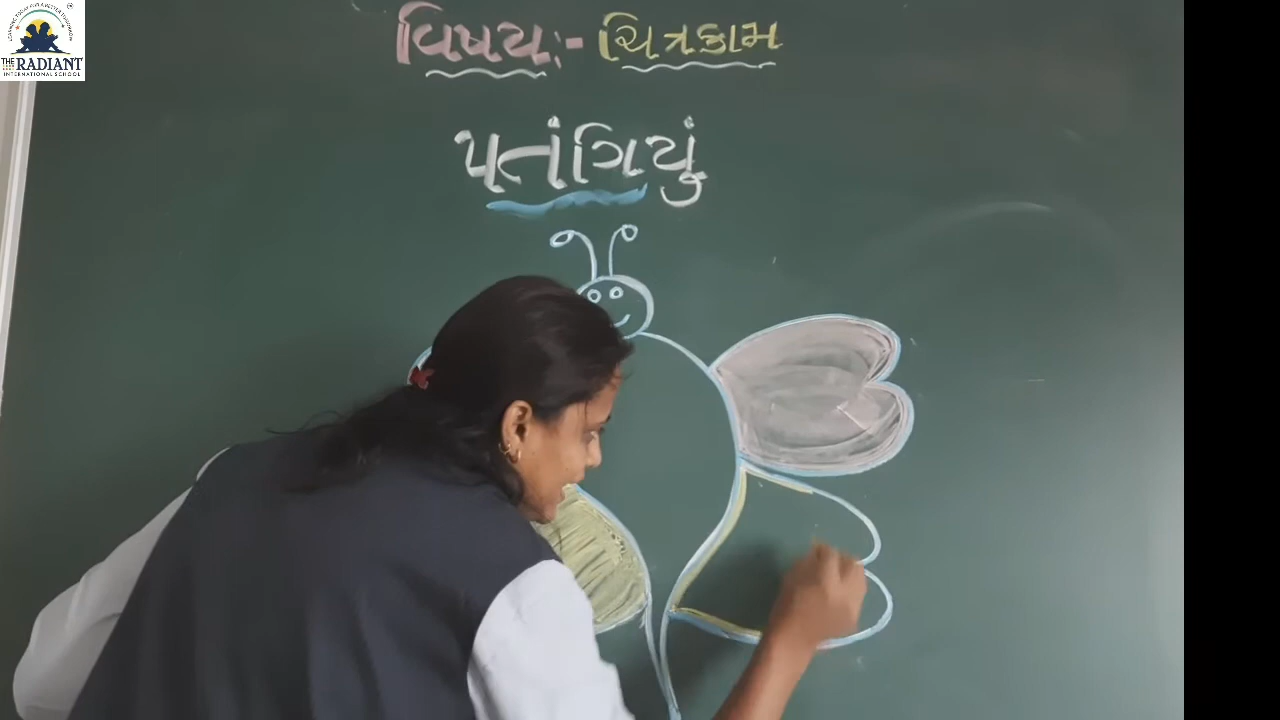 THE RADIANT
INTERNATIONAL SCHOOL
વિષય:- ચિત્રકામ
પતંગિયું